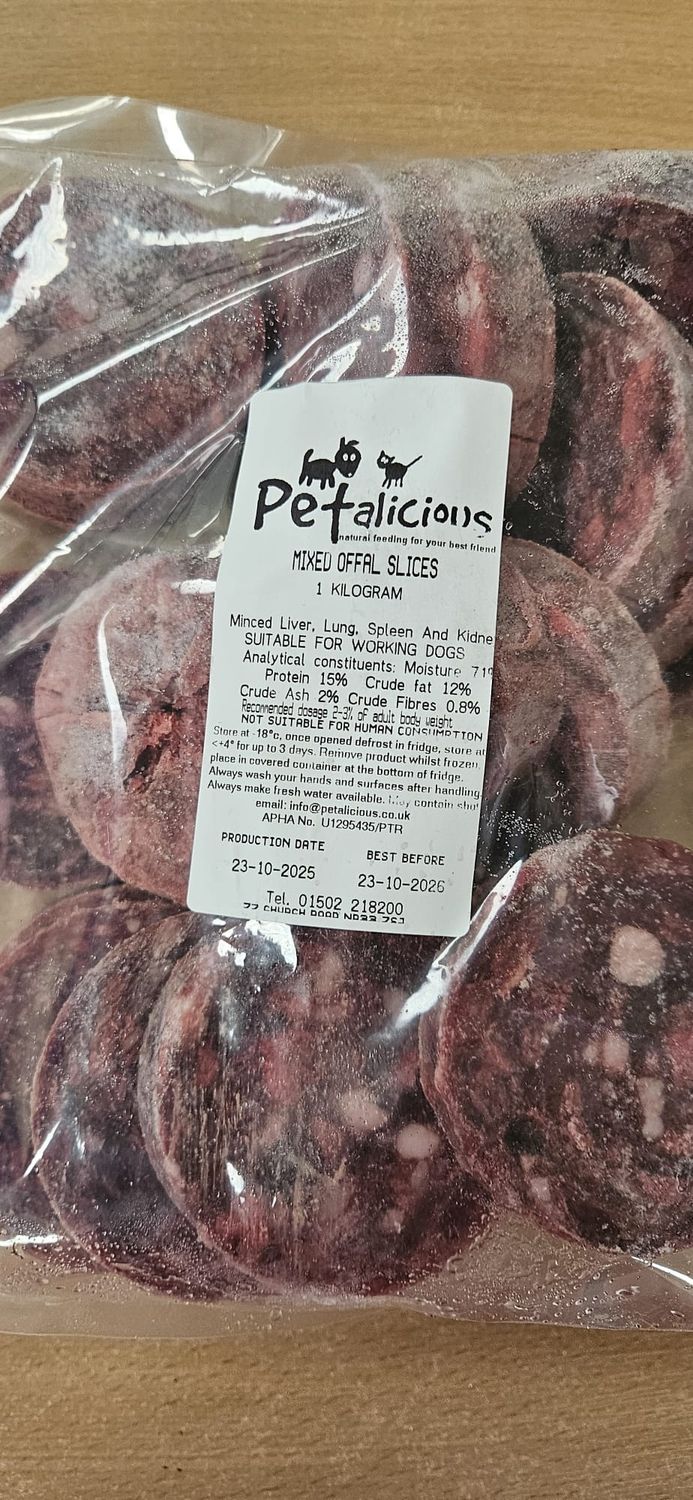 Petalicious
natural feeding for your best friend
MIXED OFFAL SLICES
1 KILOGRAM
Minced Liver, Lung, Spleen And Kidne
SUITABLE FOR WORKING DOGS
Analytical constituents: Moisture 71%
Protein 15% Crude fat 12%
Crude Ash 2% Crude Fibres 0.8%
Recommended dosage 2-3% of adult body weight
NOT SUITABLE FOR HUMAN CONSUMPTION
Store at -18°c, once opened defrost in fridge, store at
<+4° for up to 3 days. Remove product whilst frozen,
place in covered container at the bottom of fridge.
Always wash your hands and surfaces after handling.
Always make fresh water available. May contain
email: info@petalicious.co.uk
APHA No. U1295435/PTR
PRODUCTION DATE BEST BEFORE
23-10-2025 23-10-2026
Tel. 01502 218200
77 CHURCH ROAD NR33